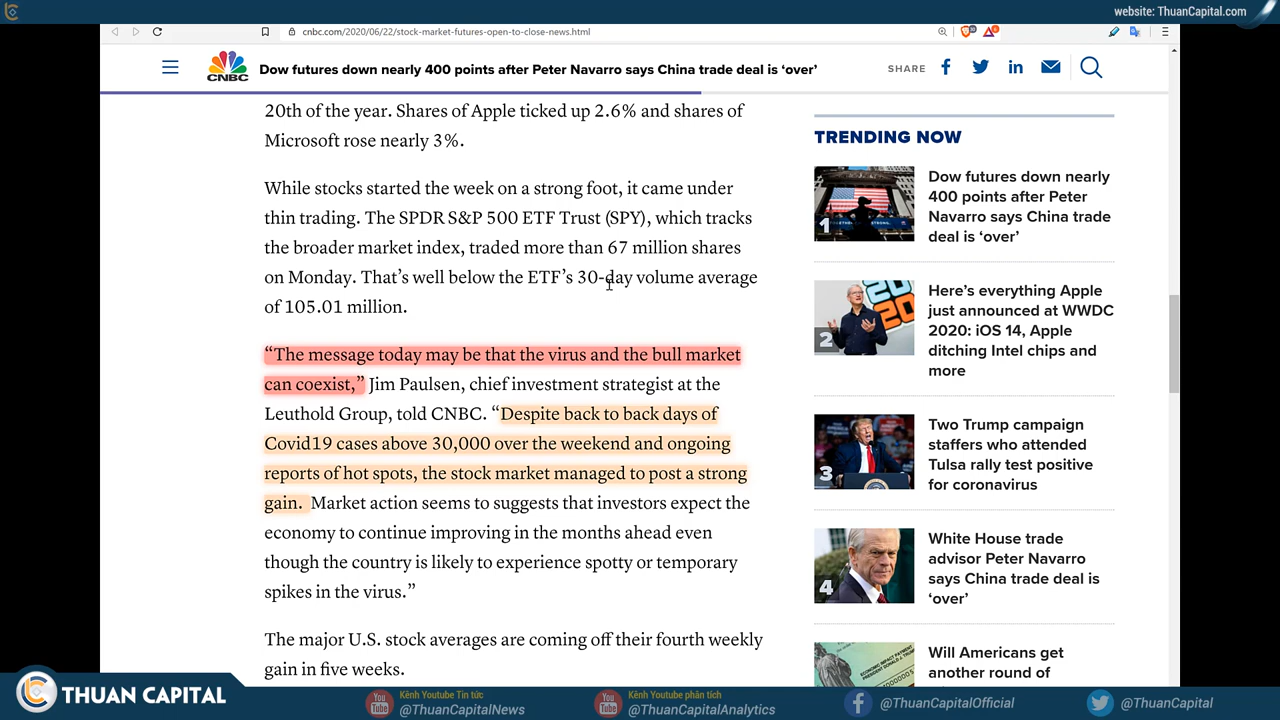 website: ThuanCapital.com
cnbc.com/2020/06/22/stock-market-futures-open-to-close-news.html
CNBC
Dow futures down nearly 400 points after Peter Navarro says China trade deal is ‘over’
SHARE
20th of the year. Shares of Apple ticked up 2.6% and shares of
Microsoft rose nearly 3%.
While stocks started the week on a strong foot, it came under
thin trading. The SPDR S&P 500 ETF Trust (SPY), which tracks
the broader market index, traded more than 67 million shares
on Monday. That’s well below the ETF’s 30-day volume average
of 105.01 million.
“The message today may be that the virus and the bull market
can coexist,” Jim Paulsen, chief investment strategist at the
Leuthold Group, told CNBC. “Despite back to back days of
Covid19 cases above 30,000 over the weekend and ongoing
reports of hot spots, the stock market managed to post a strong
gain. Market action seems to suggests that investors expect the
economy to continue improving in the months ahead even
though the country is likely to experience spotty or temporary
spikes in the virus.”
The major U.S. stock averages are coming off their fourth weekly
gain in five weeks.
TRENDING NOW
1
Dow futures down nearly
400 points after Peter
Navarro says China trade
deal is ‘over’
2
Here’s everything Apple
just announced at WWDC
2020: iOS 14, Apple
ditching Intel chips and
more
3
Two Trump campaign
staffers who attended
Tulsa rally test positive
for coronavirus
4
White House trade
advisor Peter Navarro
says China trade deal is
‘over’
Will Americans get
another round of
THUAN CAPITAL
Kênh Youtube Tin tức
@ThuanCapitalNews
Kênh Youtube phân tích
@ThuanCapitalAnalytics
@ThuanCapitalOfficial
@ThuanCapital